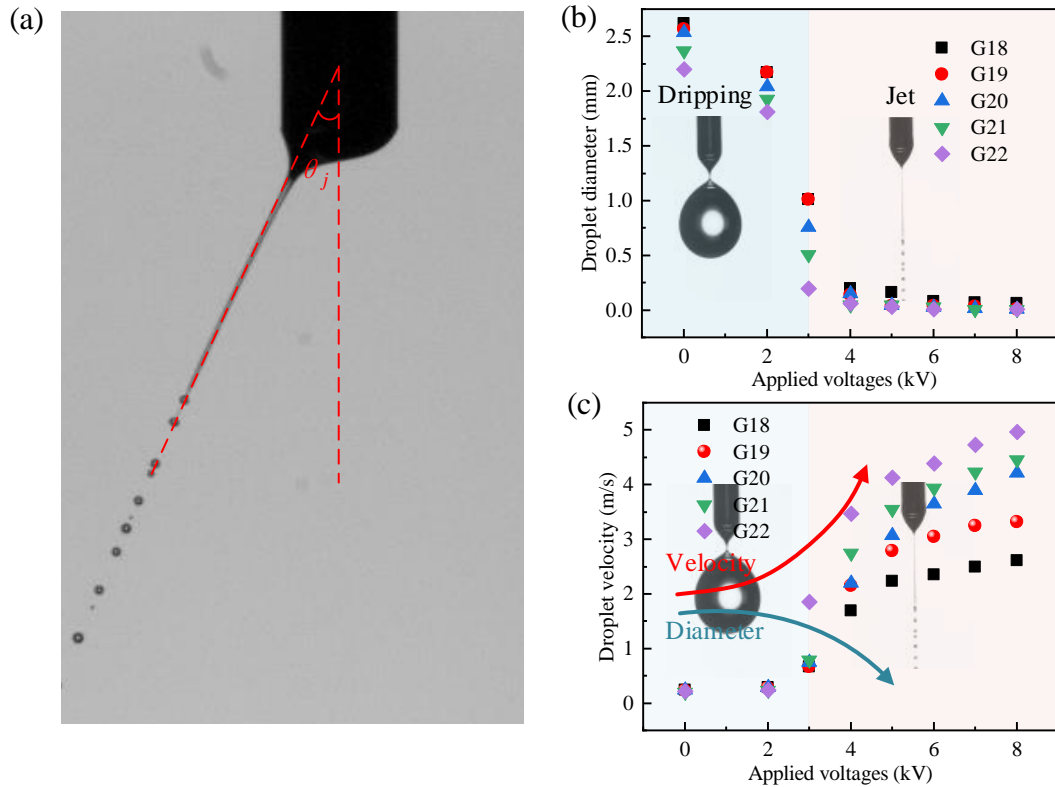 (a)
θ j
(b)
Droplet diameter (mm)
2.5
2.0
1.5
1.0
0.5
0.0
Dripping
Jet
G18
G19
G20
G21
G22
0 2 4 6 8
Applied voltages (kV)
(c)
Droplet velocity (m/s)
5
4
3
2
1
0
G18
G19
G20
G21
G22
Velocity
Diameter
0 2 4 6 8
Applied voltages (kV)